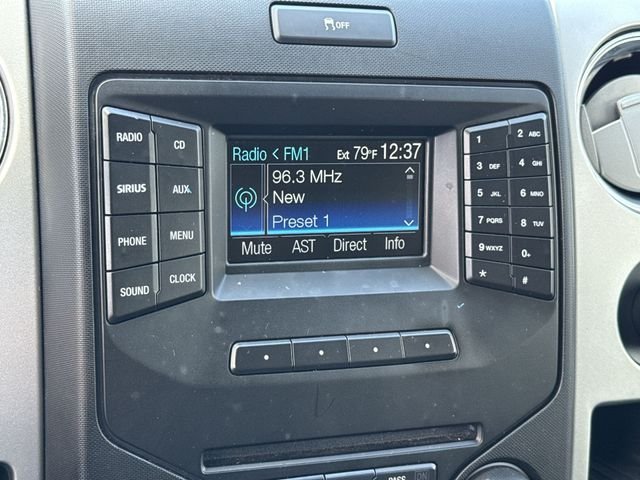 OFF
RADIO
CD
SIRIUS
AUX
PHONE
MENU
SOUND
CLOCK
Radio < FM1 Ext 79°F 12:37
96.3 MHz
New
Preset 1
Mute AST Direct Info
1
2 ABC
3 DEF
4 GHI
5 JKL
6 MNO
7 PQRS
8 TUV
9 WXYZ
0+
*
#
PASS